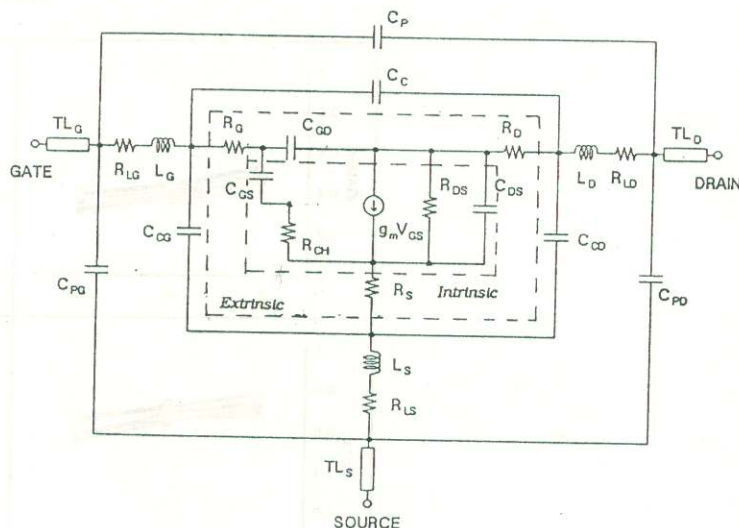 C_P
C_C
TL_G
R_G
C_GD
R_D
TL_D
GATE
R_LG
L_G
C_GS
R_DS
C_DS
L_D
R_LD
DRAIN
g_mV_GS
C_CG
R_CH
C_CD
C_PG
R_S
Extrinsic
Intrinsic
C_PD
L_S
R_LS
TL_S
SOURCE